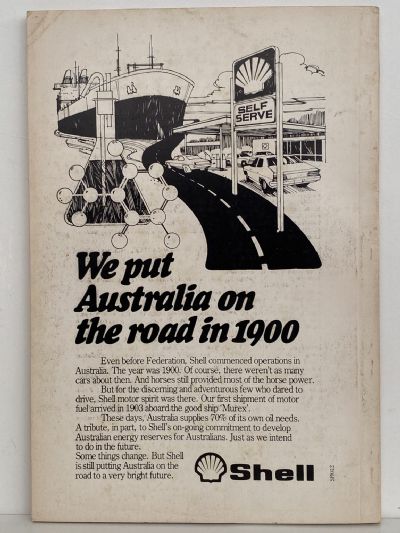 SELF
SERVE
We put
Australia on
the road in 1900
Even before Federation, Shell commenced operations in
Australia. The year was 1900. Of course, there weren't as many
cars about then. And horses still provided most of the horse power.
But for the discerning and adventurous few who dared to
drive, Shell motor spirit was there. Our first shipment of motor
fuel arrived in 1903 aboard the good ship 'Murex'.
These days, Australia supplies 70% of its own oil needs.
A tribute, in part, to Shell's on-going commitment to develop
Australian energy reserves for Australians. Just as we intend
to do in the future.
Some things change. But Shell
is still putting Australia on the
road to a very bright future.
Shell